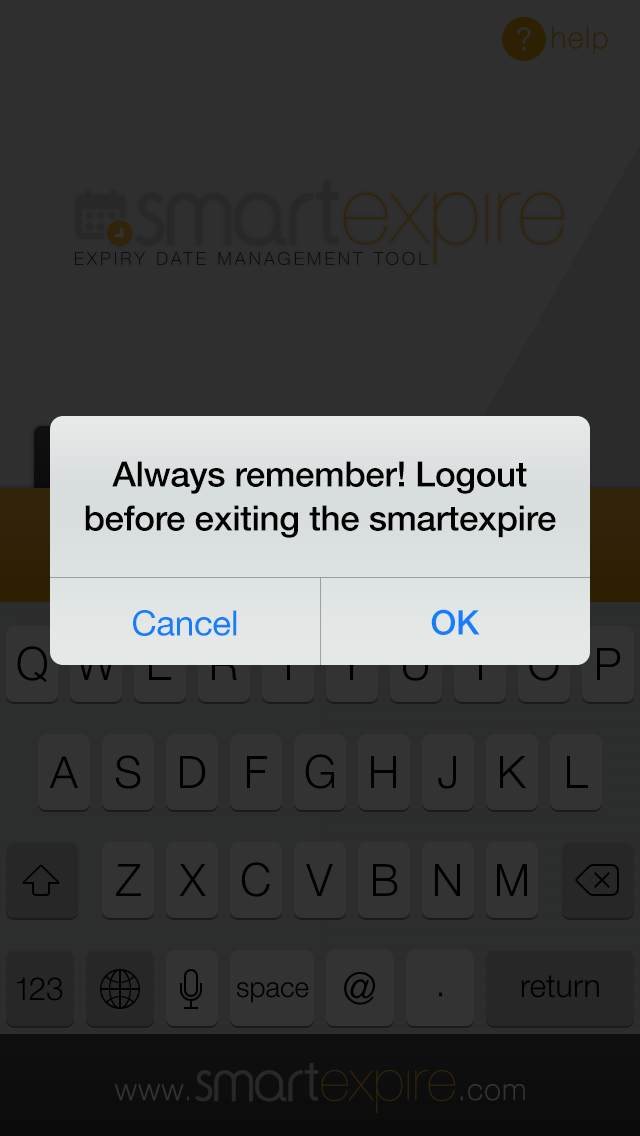 ? help
smartexpire
EXPIRY DATE MANAGEMENT TOOL
Always remember! Logout
before exiting the smartexpire
Cancel OK
Q W E R T Y U I O P
A S D F G H J K L
Z X C V B N M
123 space @ . return
www.smartexpire.com